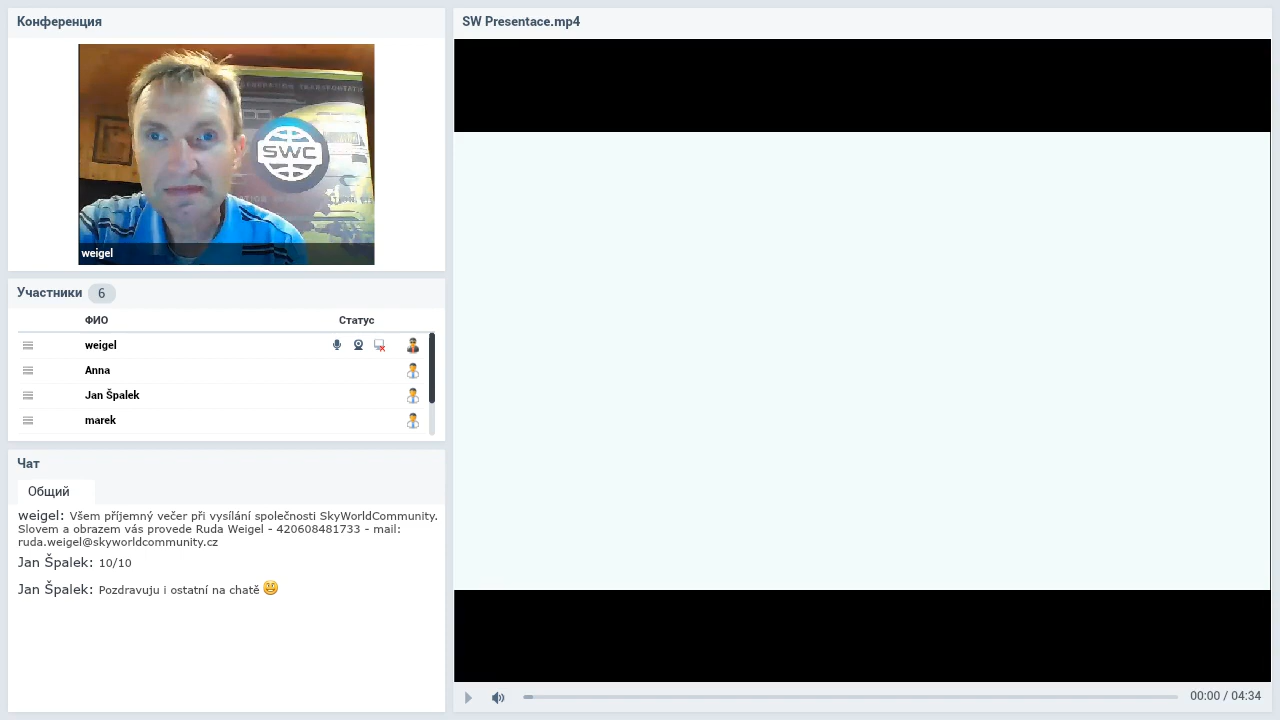 Конференция
SWC
weigel
Участники 6
ФИО Статус
weigel
Anna
Jan Špalek
marek
Чат
Общий
weigel: Všem příjemný večer při vysílání společnosti SkyWorldCommunity.
Slovem a obrazem vás provede Ruda Weigel - 420608481733 - mail:
ruda.weigel@skyworldcommunity.cz
Jan Špalek: 10/10
Jan Špalek: Pozdravuju i ostatní na chatě
SW Presentace.mp4
00:00 / 04:34